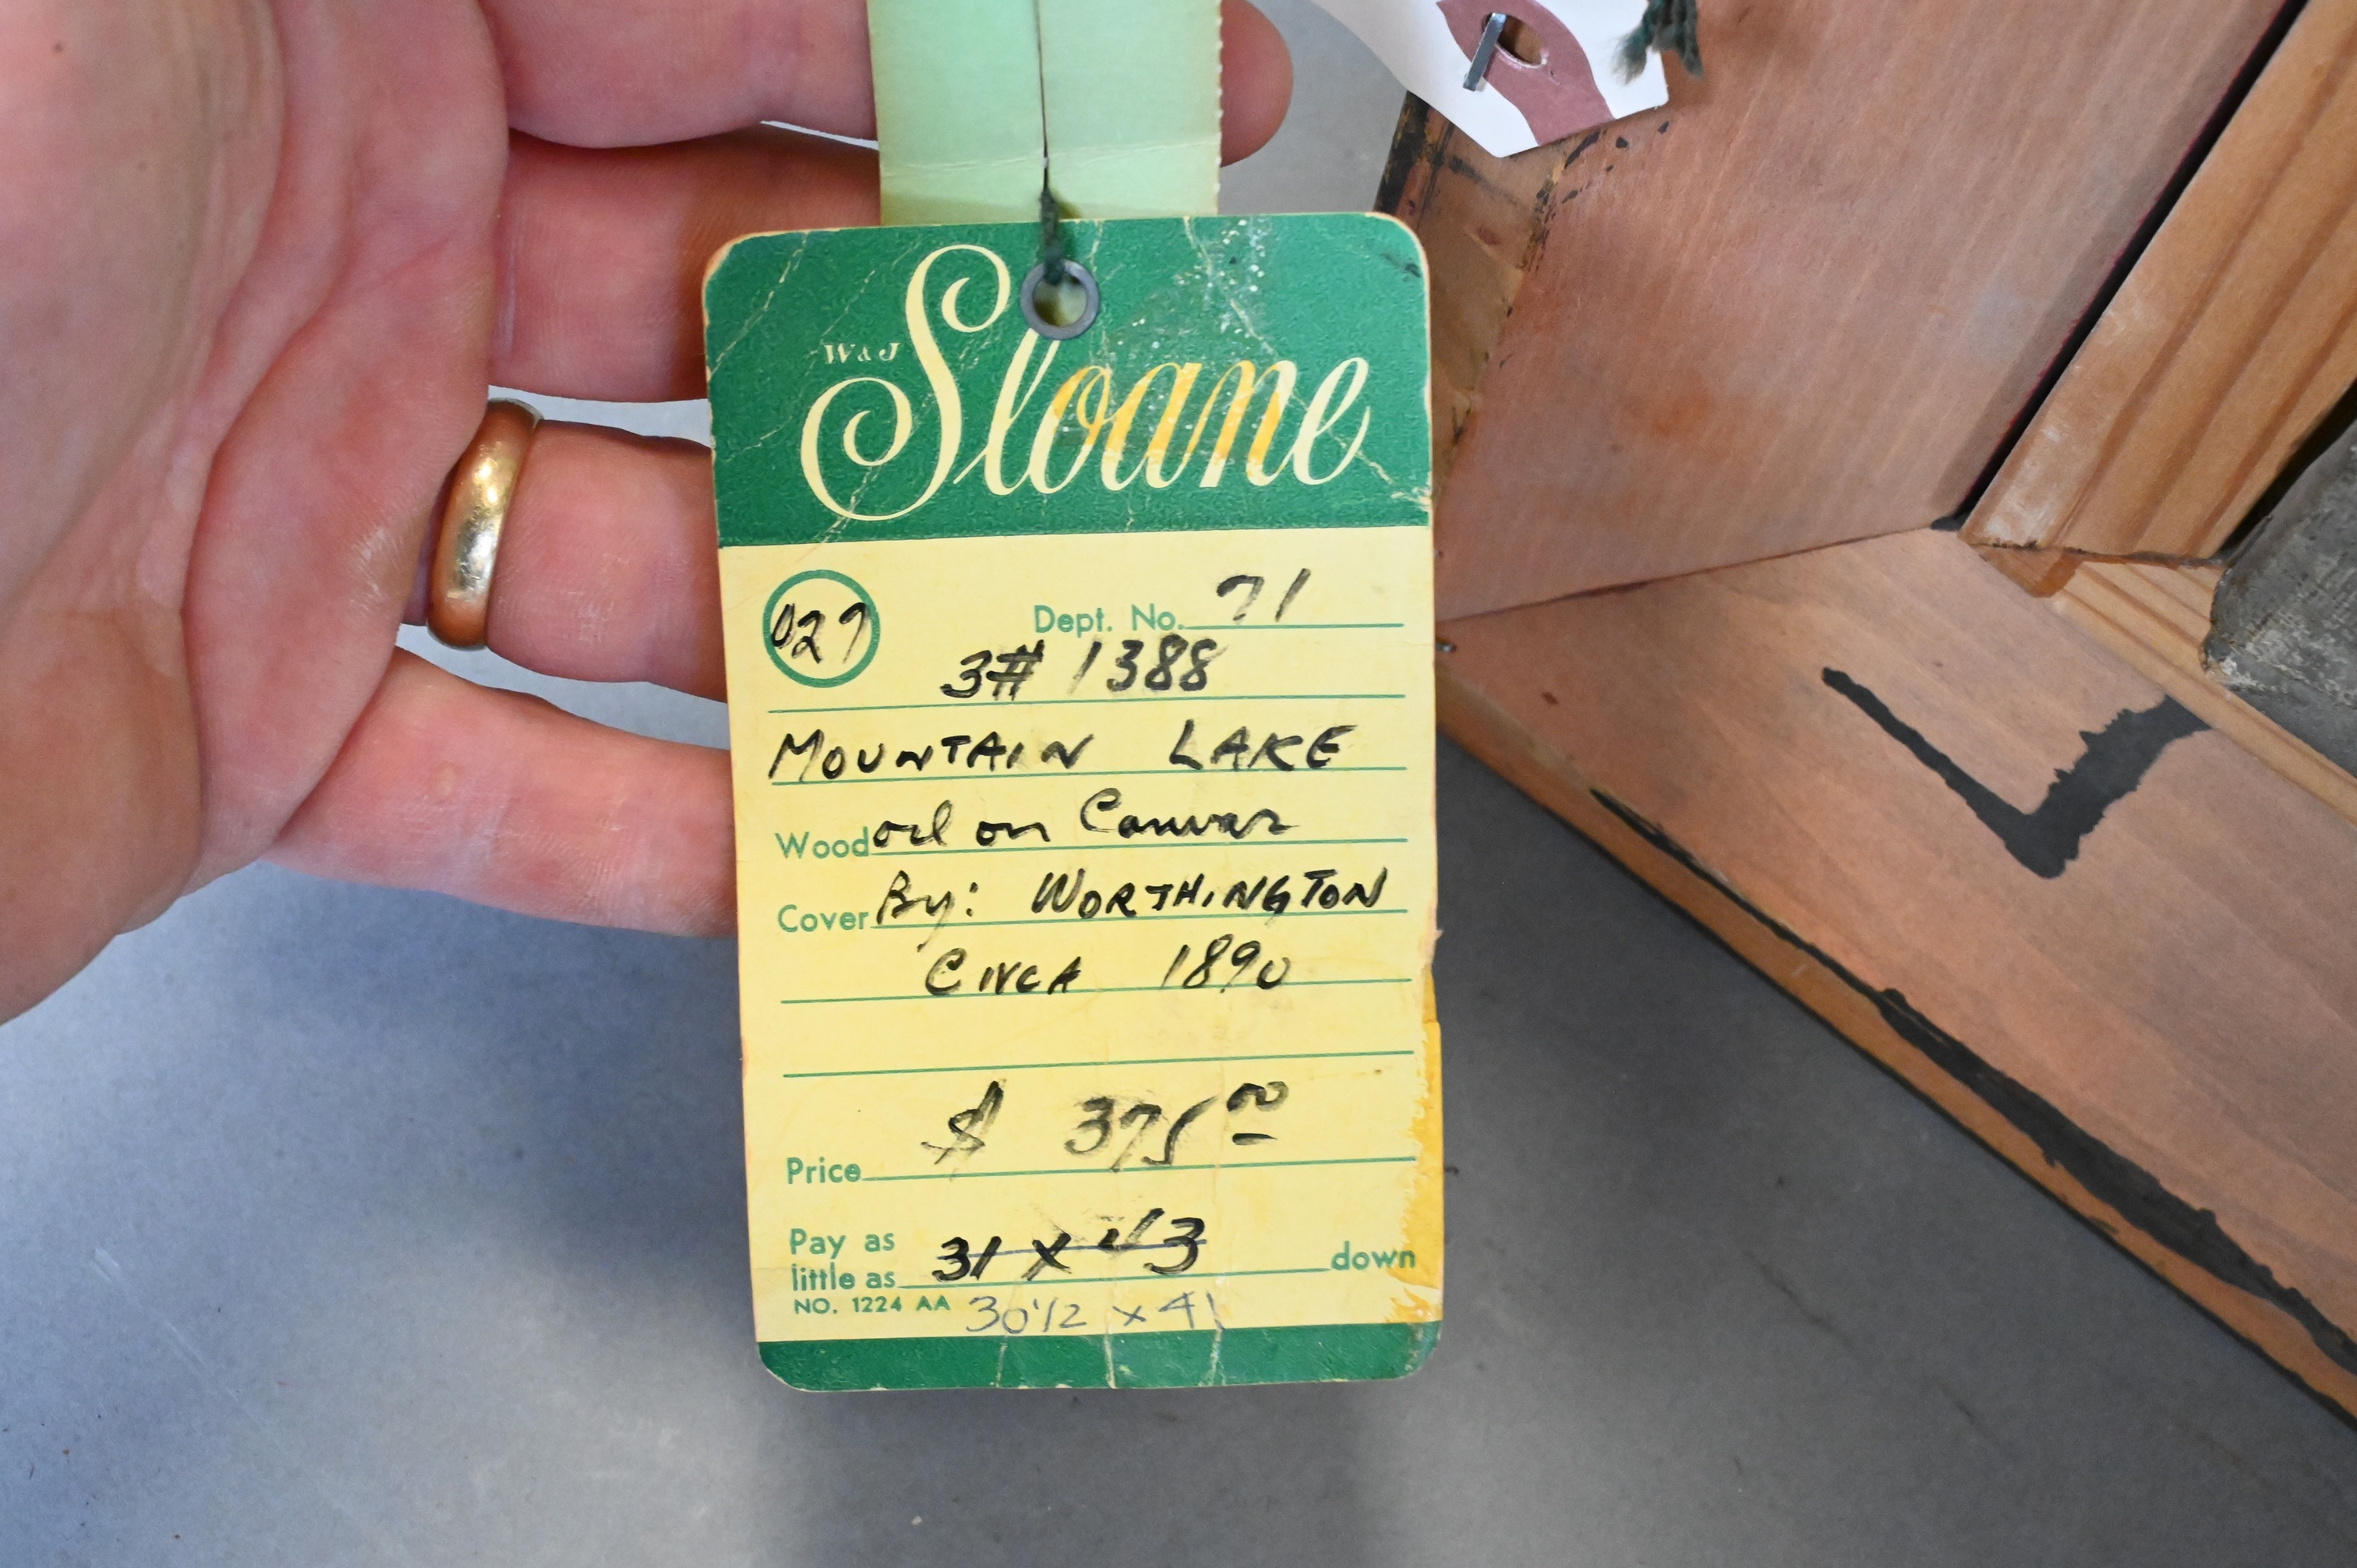 W & J
Sloane
027 Dept. No. 71
3# 1388
MOUNTAIN LAKE
Wood oil on Canvas
Cover By: WORTHINGTON
CIRCA 1890
Price $ 375 00
Pay as
little as 31 x 43 down
NO. 1224 AA 30 1/2 x 41